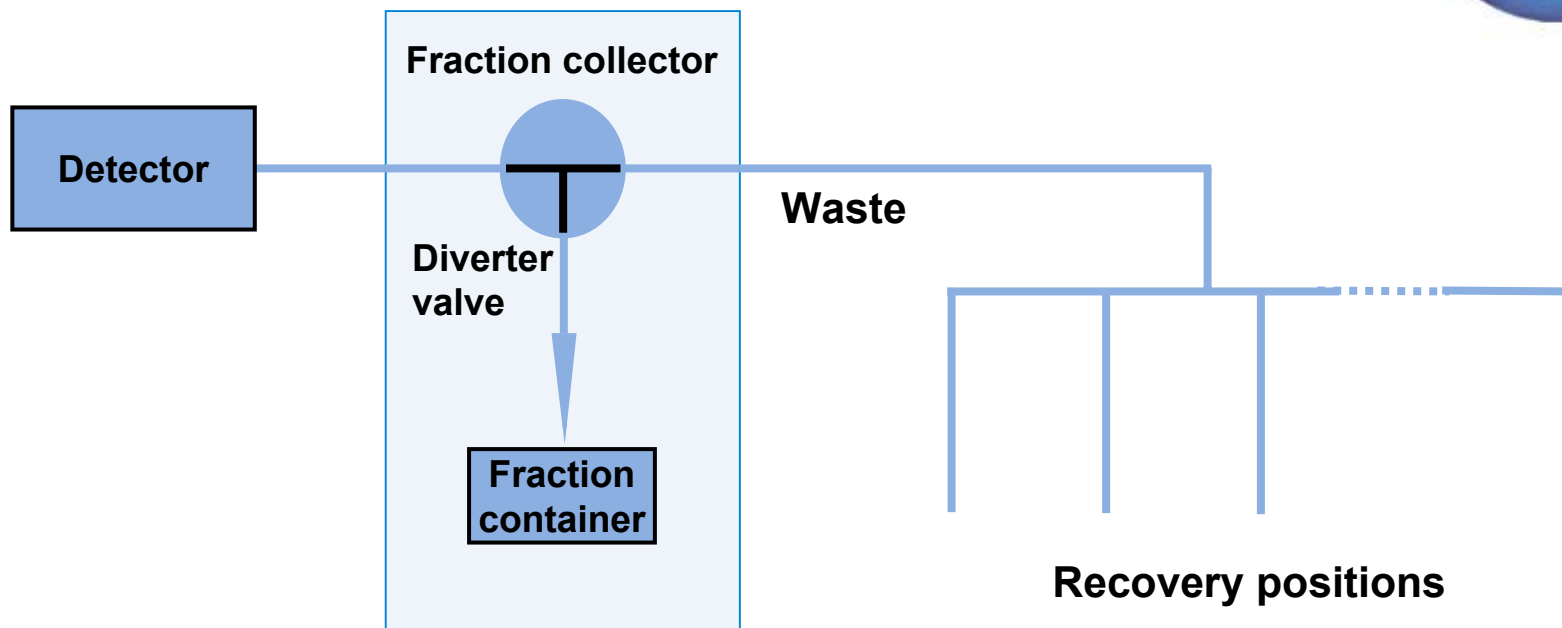 Fraction collector
Detector
Waste
Diverter
valve
Fraction
container
Recovery positions